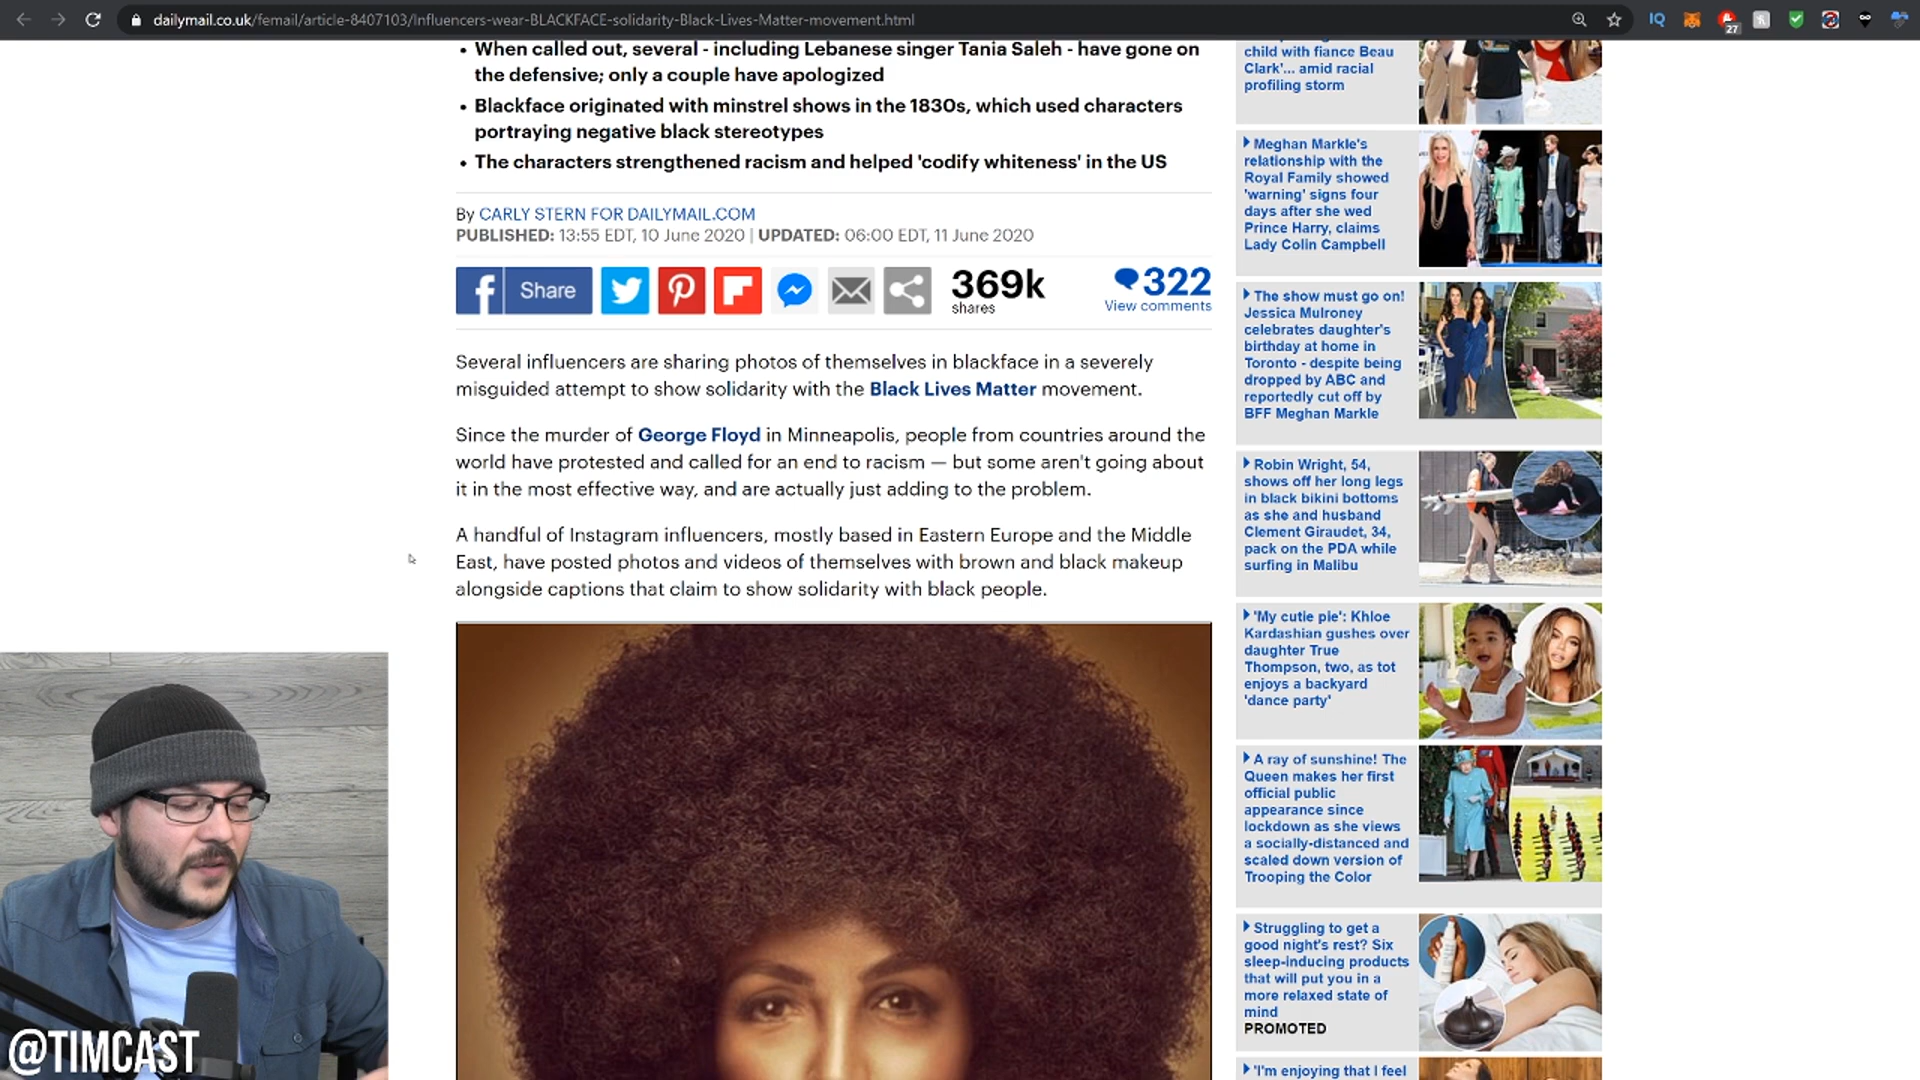 dailymail.co.uk/femail/article-8407103/Influencers-wear-BLACKFACE-solidarity-Black-Lives-Matter-movement.html
IQ
27
• When called out, several - including Lebanese singer Tania Saleh - have gone on
the defensive; only a couple have apologized
• Blackface originated with minstrel shows in the 1830s, which used characters
portraying negative black stereotypes
• The characters strengthened racism and helped 'codify whiteness' in the US
By CARLY STERN FOR DAILYMAIL.COM
PUBLISHED: 13:55 EDT, 10 June 2020 | UPDATED: 06:00 EDT, 11 June 2020
Share
369k
shares
322
View comments
Several influencers are sharing photos of themselves in blackface in a severely
misguided attempt to show solidarity with the Black Lives Matter movement.
Since the murder of George Floyd in Minneapolis, people from countries around the
world have protested and called for an end to racism — but some aren't going about
it in the most effective way, and are actually just adding to the problem.
A handful of Instagram influencers, mostly based in Eastern Europe and the Middle
East, have posted photos and videos of themselves with brown and black makeup
alongside captions that claim to show solidarity with black people.
child with fiance Beau
Clark'... amid racial
profiling storm
Meghan Markle's
relationship with the
Royal Family showed
'warning' signs four
days after she wed
Prince Harry, claims
Lady Colin Campbell
The show must go on!
Jessica Mulroney
celebrates daughter's
birthday at home in
Toronto - despite being
dropped by ABC and
reportedly cut off by
BFF Meghan Markle
Robin Wright, 54,
shows off her long legs
in black bikini bottoms
as she and husband
Clement Giraudet, 34,
pack on the PDA while
surfing in Malibu
'My cutie pie': Khloe
Kardashian gushes over
daughter True
Thompson, two, as tot
enjoys a backyard
'dance party'
A ray of sunshine! The
Queen makes her first
official public
appearance since
lockdown as she views
a socially-distanced and
scaled down version of
Trooping the Color
Struggling to get a
good night's rest? Six
sleep-inducing products
that will put you in a
more relaxed state of
mind
PROMOTED
'I'm enjoying that I feel
@TIMCAST